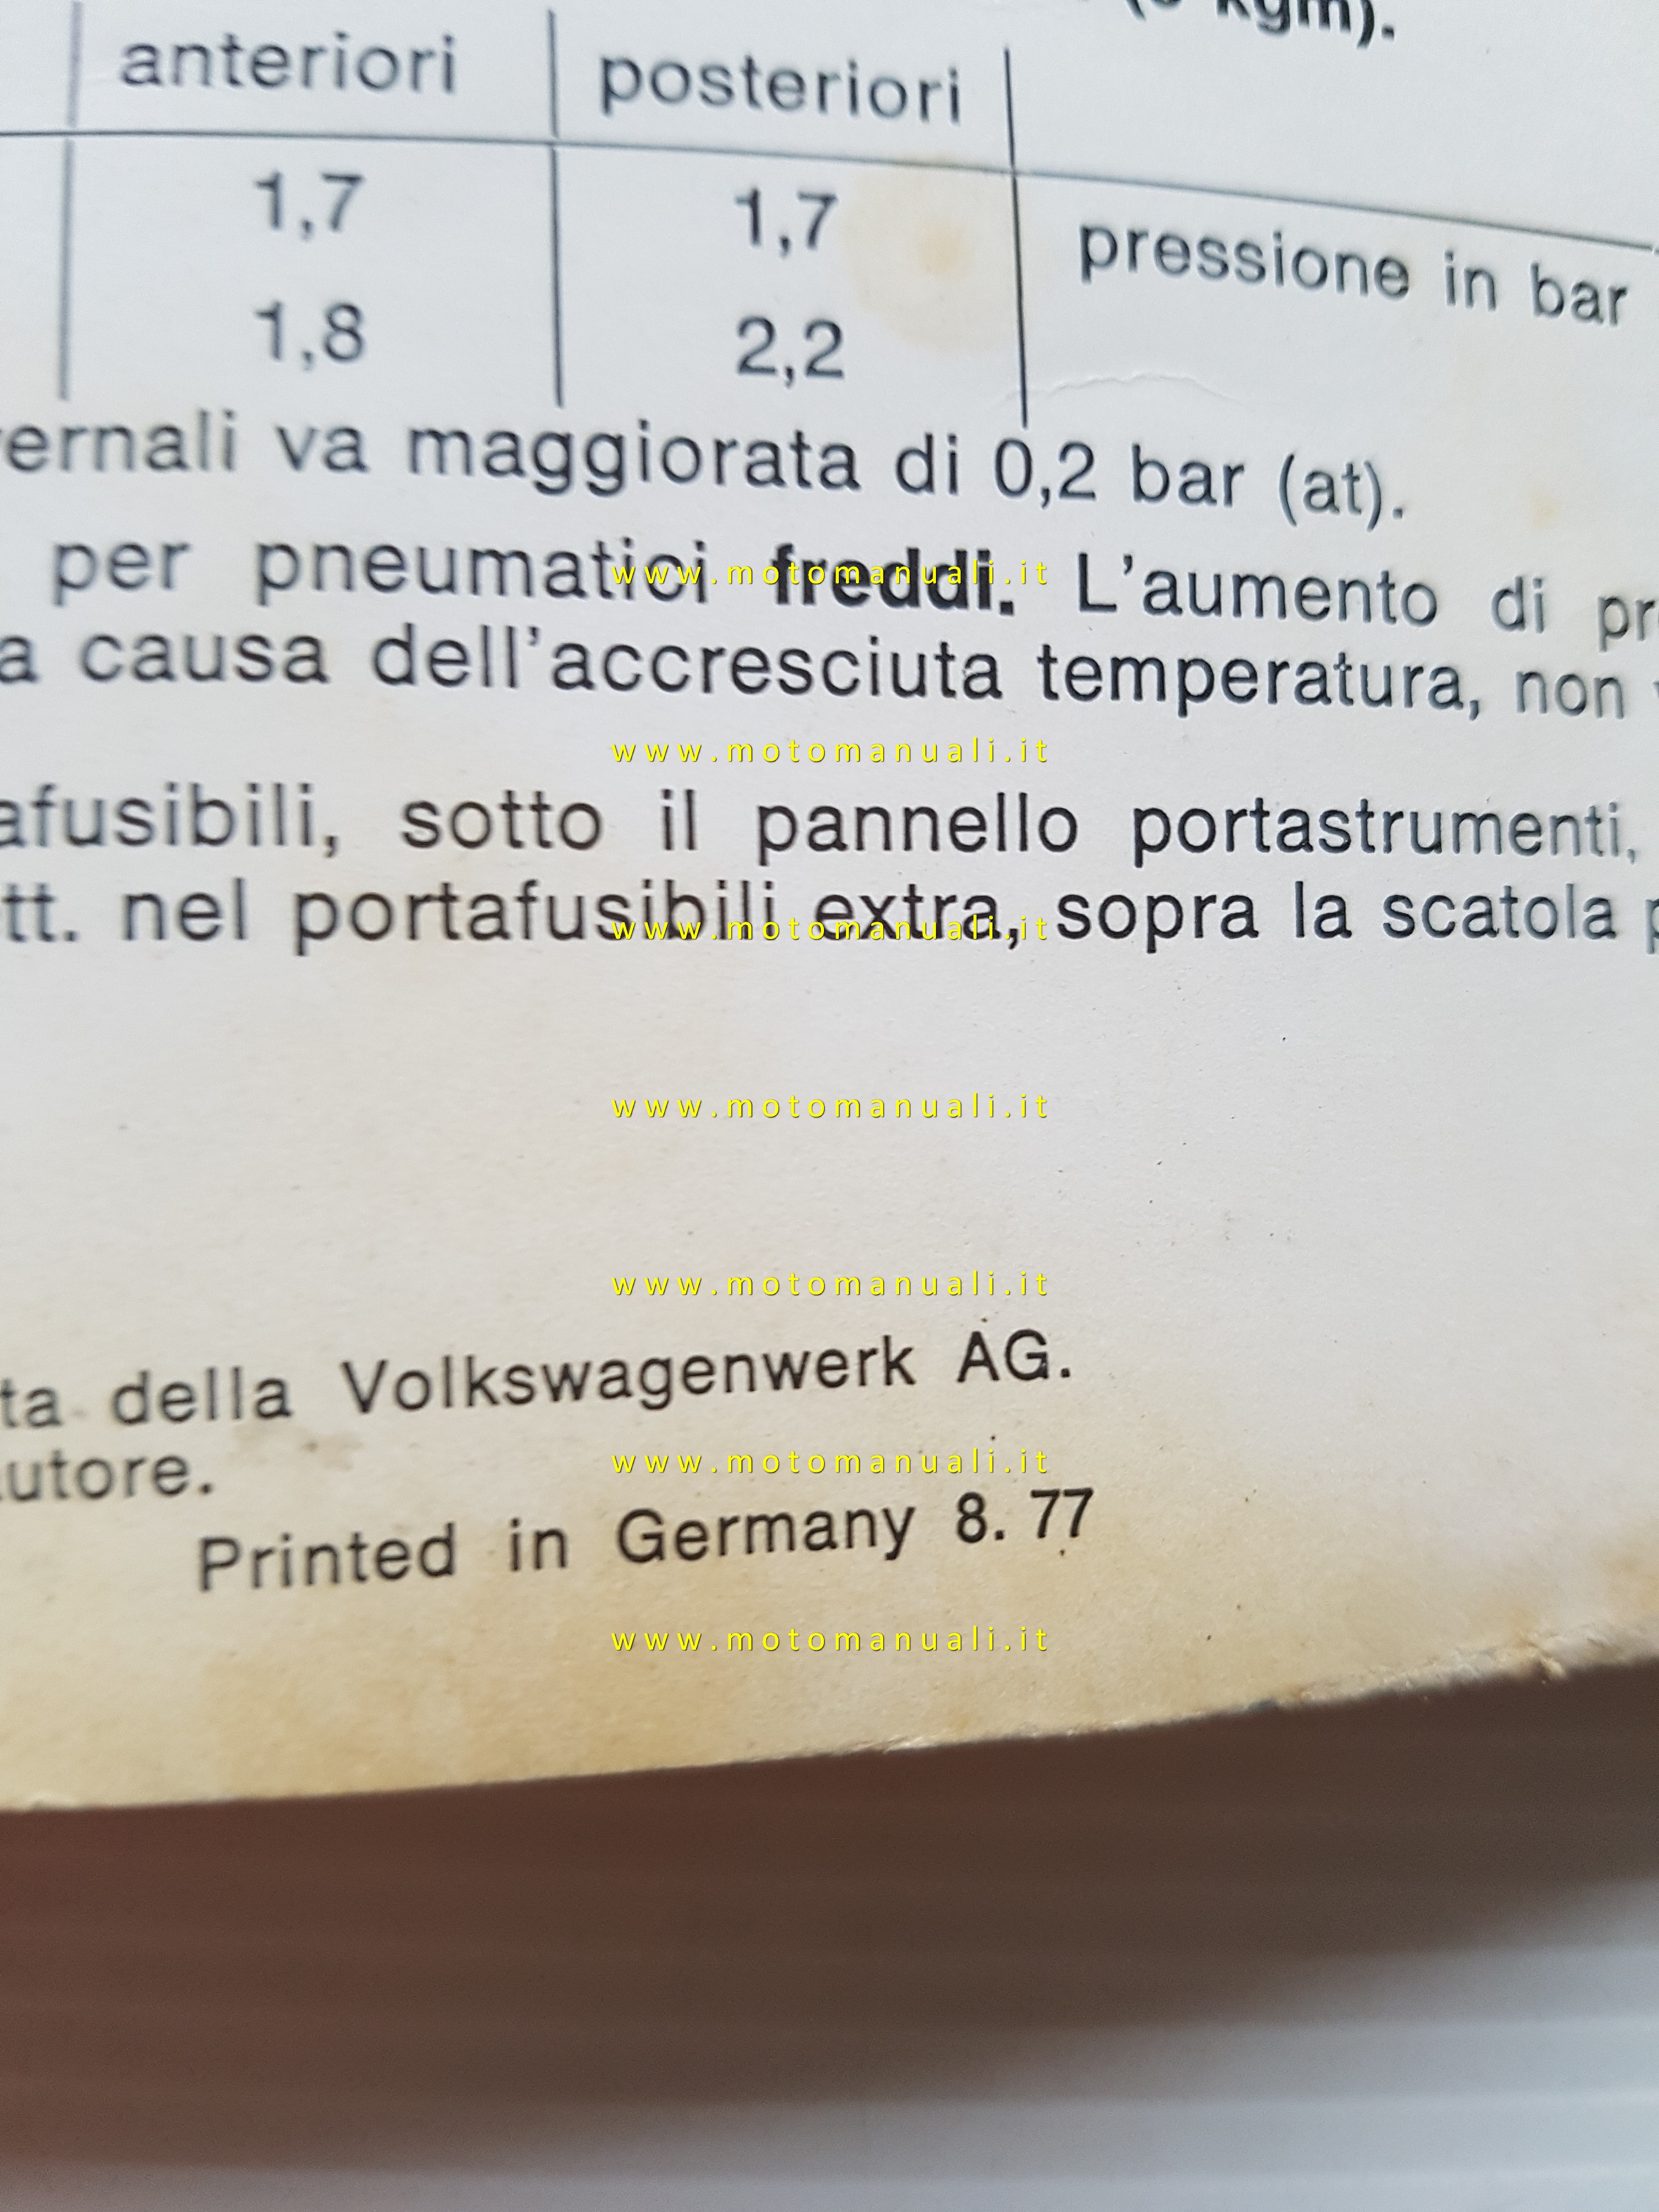 kgm).
anteriori posteriori
1,7 1,7 pressione in bar
1,8 2,2
ernali va maggiorata di 0,2 bar (at).
per pneumatici freddi. L'aumento di pr
www.motomanuali.it
a causa dell'accresciuta temperatura, non
www.motomanuali.it
afusibili, sotto il pannello portastrumenti,
tt. nel portafusibili extra, sopra la scatola p
www.motomanuali.it
www.motomanuali.it
www.motomanuali.it
ta della Volkswagenwerk AG.
www.motomanuali.it
utore.
Printed in Germany 8.77
www.motomanuali.it